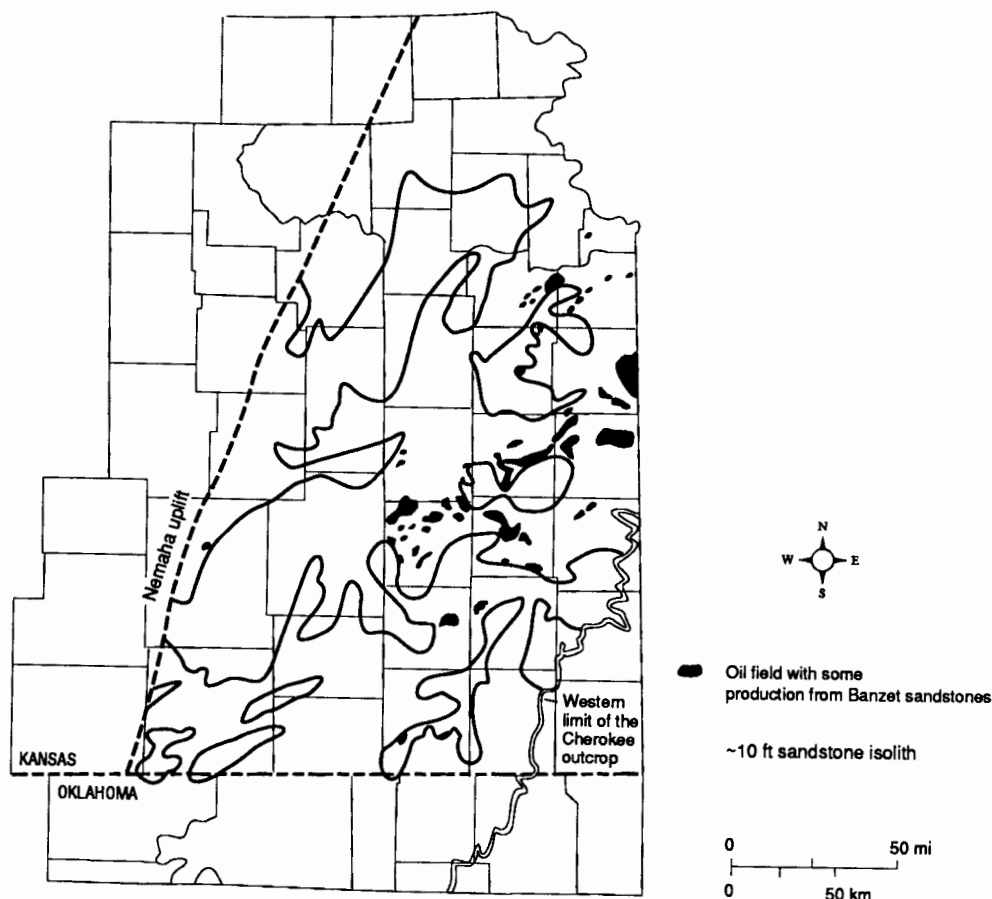 Nemaha uplift
N
W E
S
Oil field with some
production from Banzet sandstones
Western
limit of the
Cherokee
outcrop
~10 ft sandstone isolith
KANSAS
OKLAHOMA
0 50 mi
0 50 km